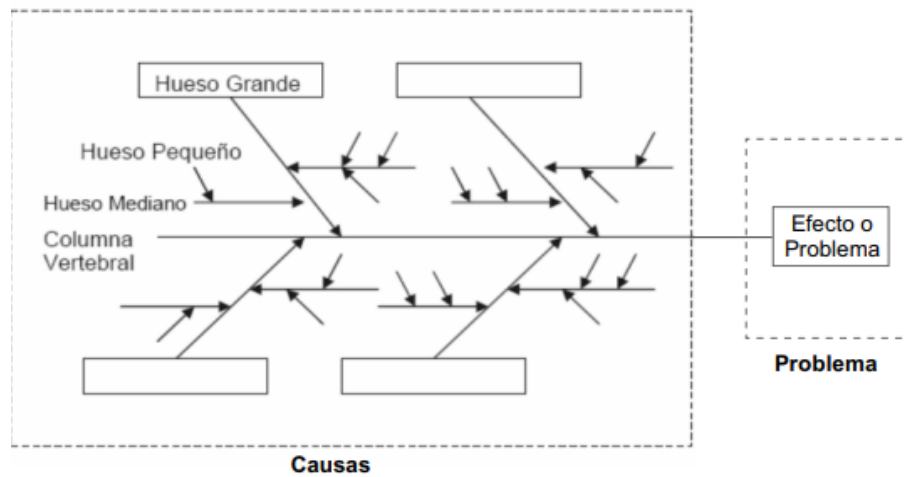 Hueso Grande
Hueso Pequeño
Hueso Mediano
Columna
Vertebral
Efecto o
Problema
Problema
Causas